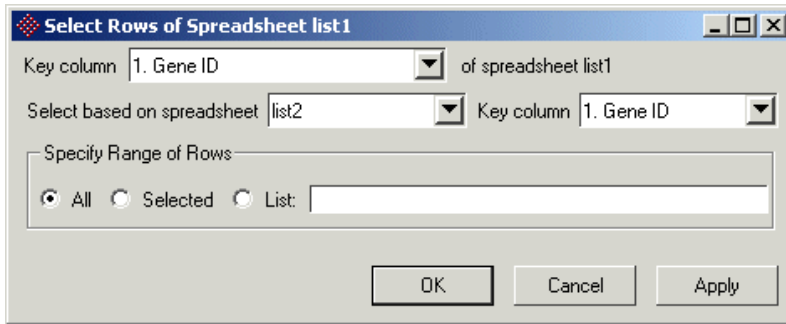 Select Rows of Spreadsheet list1
Key column 1. Gene ID of spreadsheet list1
Select based on spreadsheet list2 Key column 1. Gene ID
Specify Range of Rows
All Selected List:
OK Cancel Apply